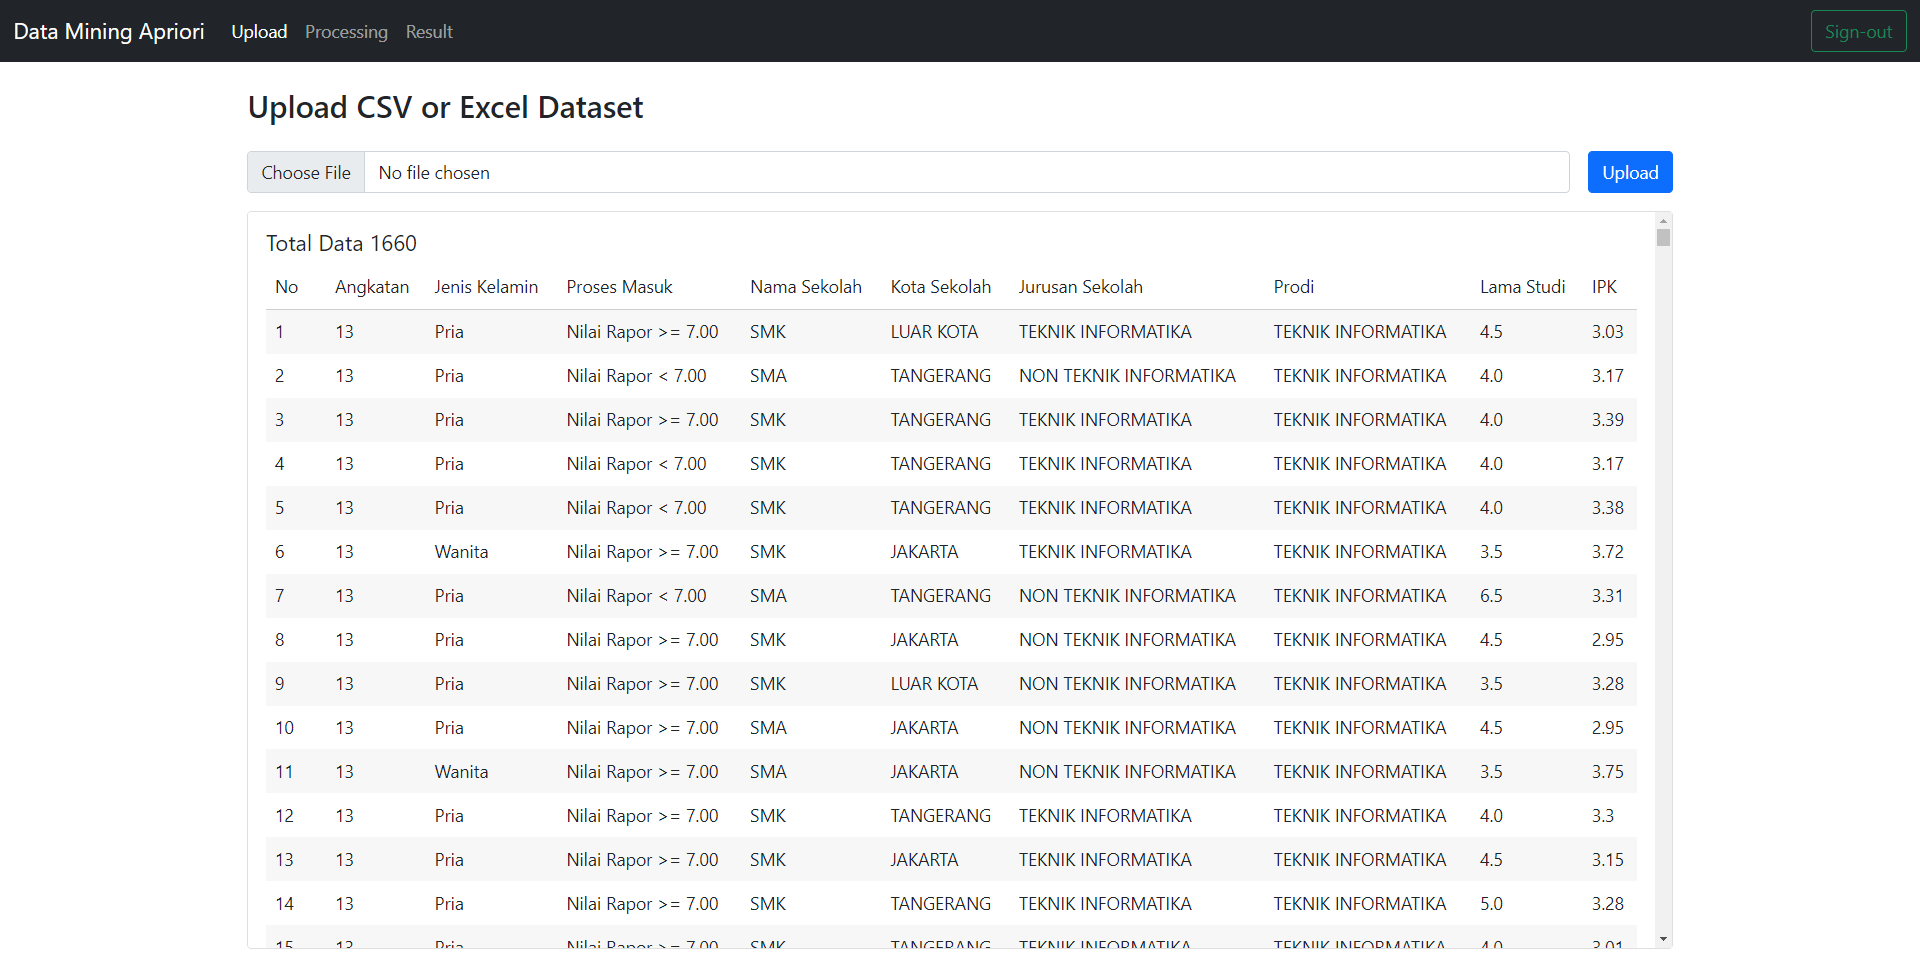 Data Mining Apriori Upload Processing Result Sign-out
Upload CSV or Excel Dataset
Choose File No file chosen Upload
Total Data 1660
No Angkatan Jenis Kelamin Proses Masuk Nama Sekolah Kota Sekolah Jurusan Sekolah Prodi Lama Studi IPK
1 13 Pria Nilai Rapor >= 7.00 SMK LUAR KOTA TEKNIK INFORMATIKA TEKNIK INFORMATIKA 4.5 3.03
2 13 Pria Nilai Rapor < 7.00 SMA TANGERANG NON TEKNIK INFORMATIKA TEKNIK INFORMATIKA 4.0 3.17
3 13 Pria Nilai Rapor >= 7.00 SMK TANGERANG TEKNIK INFORMATIKA TEKNIK INFORMATIKA 4.0 3.39
4 13 Pria Nilai Rapor < 7.00 SMK TANGERANG TEKNIK INFORMATIKA TEKNIK INFORMATIKA 4.0 3.17
5 13 Pria Nilai Rapor < 7.00 SMK TANGERANG TEKNIK INFORMATIKA TEKNIK INFORMATIKA 4.0 3.38
6 13 Wanita Nilai Rapor >= 7.00 SMK JAKARTA TEKNIK INFORMATIKA TEKNIK INFORMATIKA 3.5 3.72
7 13 Pria Nilai Rapor < 7.00 SMA TANGERANG NON TEKNIK INFORMATIKA TEKNIK INFORMATIKA 6.5 3.31
8 13 Pria Nilai Rapor >= 7.00 SMK JAKARTA NON TEKNIK INFORMATIKA TEKNIK INFORMATIKA 4.5 2.95
9 13 Pria Nilai Rapor >= 7.00 SMK LUAR KOTA NON TEKNIK INFORMATIKA TEKNIK INFORMATIKA 3.5 3.28
10 13 Pria Nilai Rapor >= 7.00 SMA JAKARTA NON TEKNIK INFORMATIKA TEKNIK INFORMATIKA 4.5 2.95
11 13 Wanita Nilai Rapor >= 7.00 SMA JAKARTA NON TEKNIK INFORMATIKA TEKNIK INFORMATIKA 3.5 3.75
12 13 Pria Nilai Rapor >= 7.00 SMK TANGERANG TEKNIK INFORMATIKA TEKNIK INFORMATIKA 4.0 3.3
13 13 Pria Nilai Rapor >= 7.00 SMK JAKARTA TEKNIK INFORMATIKA TEKNIK INFORMATIKA 4.5 3.15
14 13 Pria Nilai Rapor >= 7.00 SMK TANGERANG TEKNIK INFORMATIKA TEKNIK INFORMATIKA 5.0 3.28
15 13 Pria Nilai Rapor >= 7.00 SMK TANGERANG TEKNIK INFORMATIKA TEKNIK INFORMATIKA 4.0 3.01